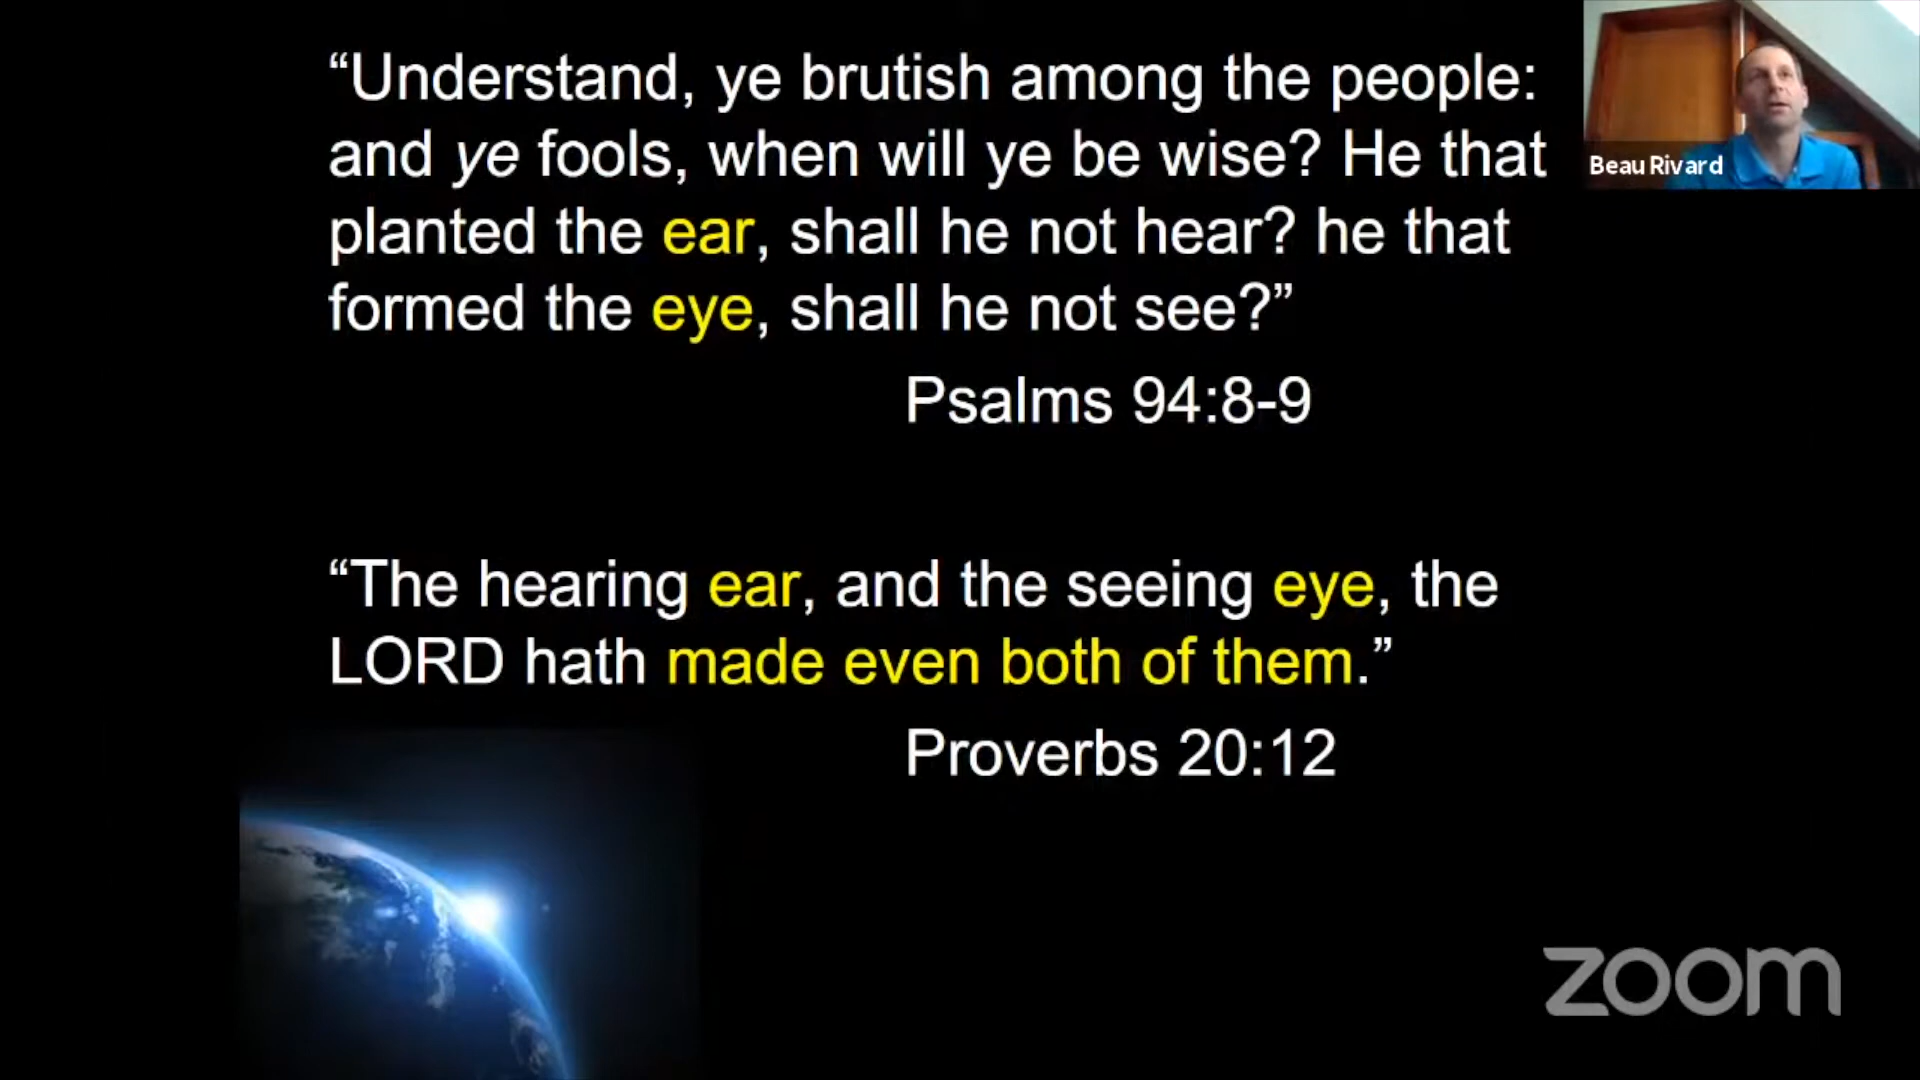 “Understand, ye brutish among the people:
and ye fools, when will ye be wise? He that
planted the ear, shall he not hear? he that
formed the eye, shall he not see?”
Psalms 94:8-9
“The hearing ear, and the seeing eye, the
LORD hath made even both of them.”
Proverbs 20:12
Beau Rivard
zoom